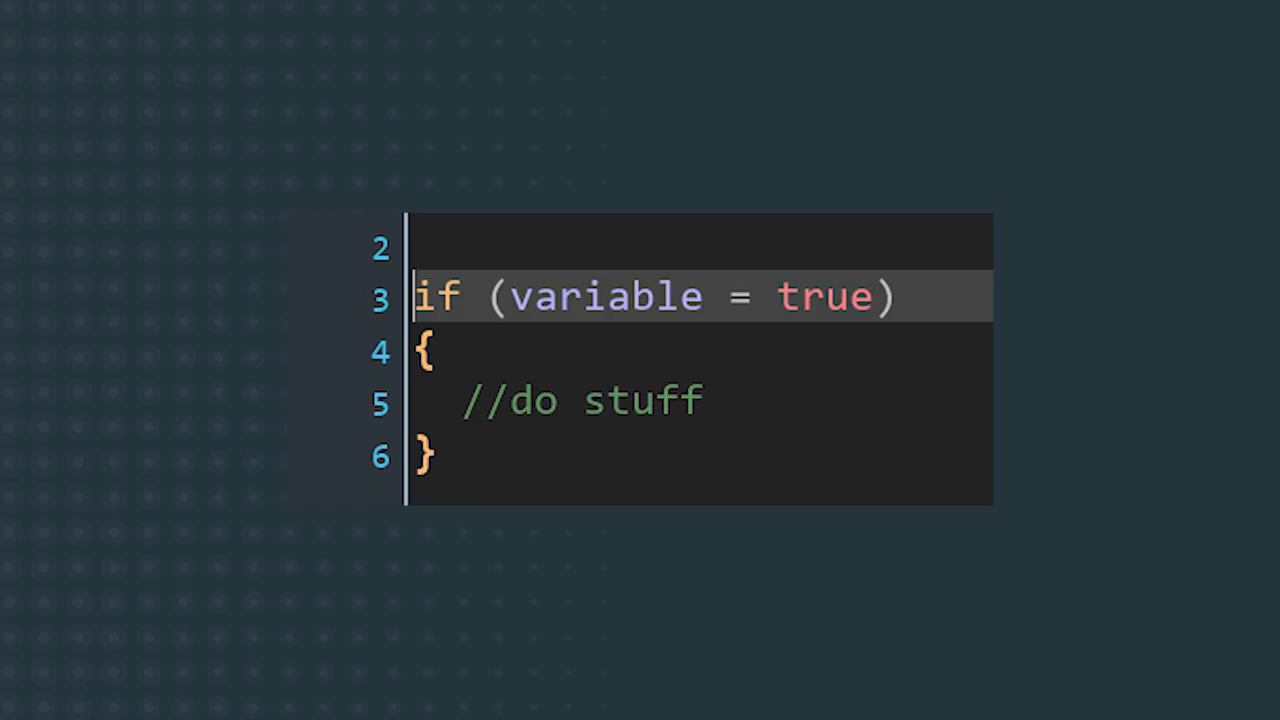 2
3 if (variable = true)
4 {
5 //do stuff
6 }